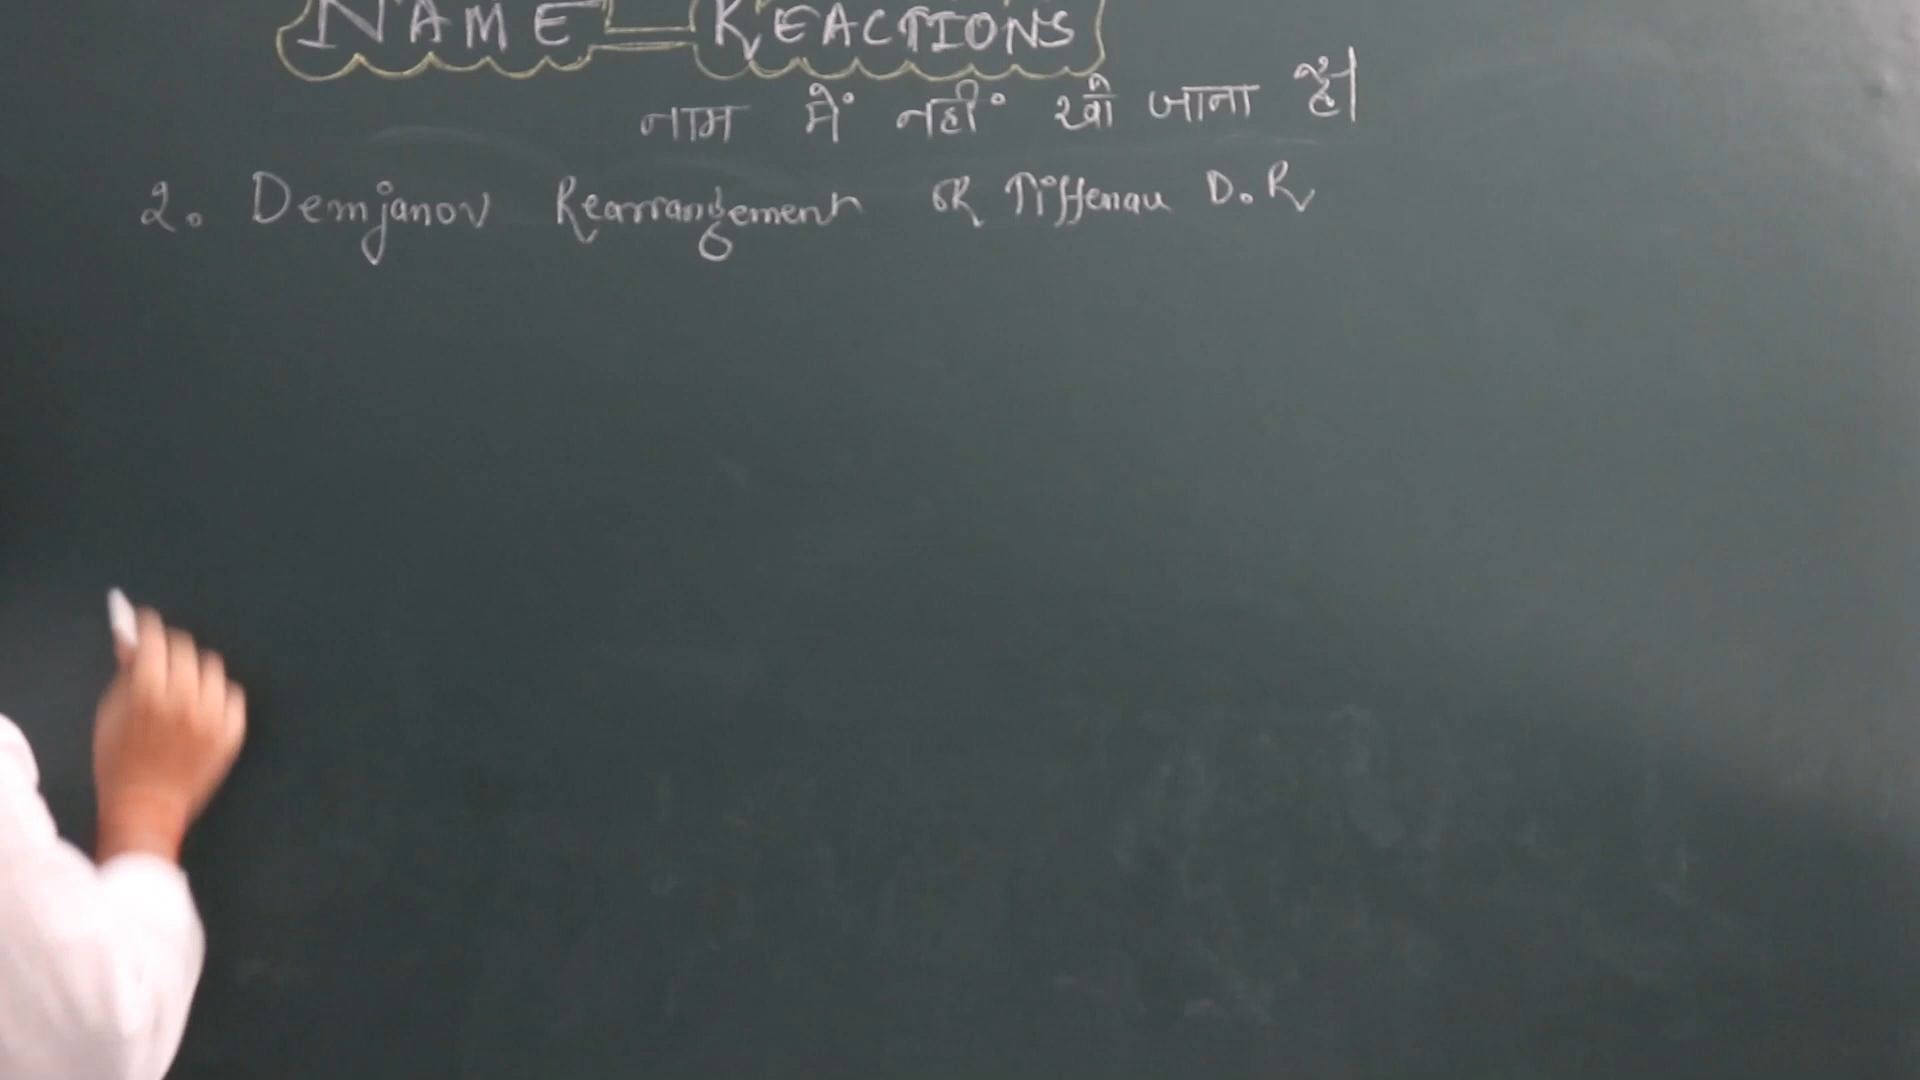 NAME REACTIONS
नाम में नहीं खो जाना है।
2. Demjanov Rearrangement OR Tiffenau D.R